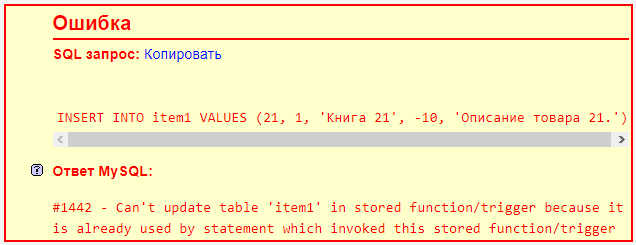 Ошибка
SQL запрос: Копировать
INSERT INTO item1 VALUES (21, 1, 'Книга 21', -10, 'Описание товара 21.')
Ответ MySQL:
#1442 - Can't update table 'item1' in stored function/trigger because it
is already used by statement which invoked this stored function/trigger